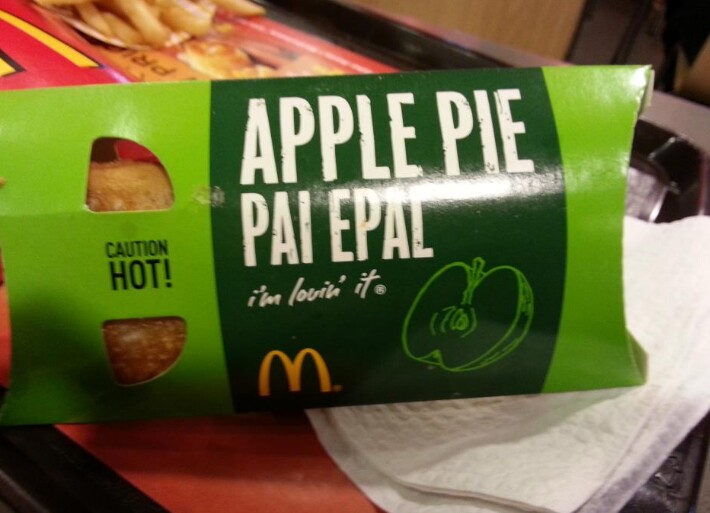 APPLE PIE
PAI EPAL
i'm lovin' it®
CAUTION
HOT!